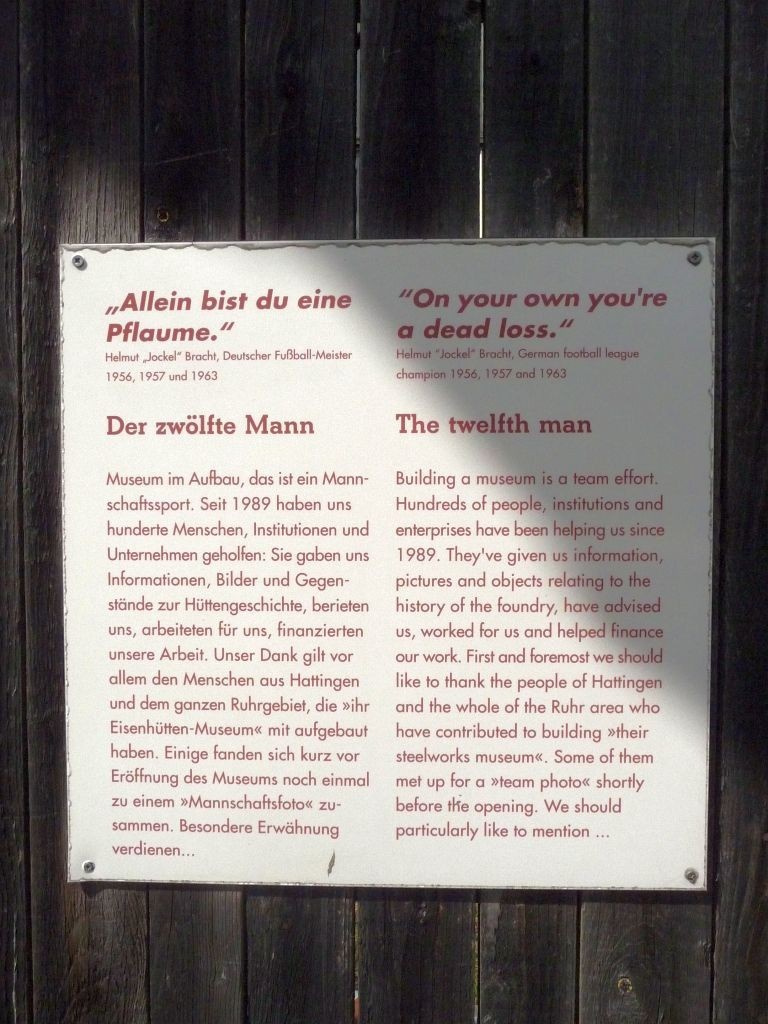 „Allein bist du eine
Pflaume.“
Helmut „Jockel“ Bracht, Deutscher Fußball-Meister
1956, 1957 und 1963
Der zwölfte Mann
Museum im Aufbau, das ist ein Mann-
schaftssport. Seit 1989 haben uns
hunderte Menschen, Institutionen und
Unternehmen geholfen: Sie gaben uns
Informationen, Bilder und Gegen-
stände zur Hüttengeschichte, berieten
uns, arbeiteten für uns, finanzierten
unsere Arbeit. Unser Dank gilt vor
allem den Menschen aus Hattingen
und dem ganzen Ruhrgebiet, die »ihr
Eisenhütten-Museum« mit aufgebaut
haben. Einige fanden sich kurz vor
Eröffnung des Museums noch einmal
zu einem »Mannschaftsfoto« zu-
sammen. Besondere Erwähnung
verdienen...
“On your own you're
a dead loss.“
Helmut “Jockel” Bracht, German football league
champion 1956, 1957 and 1963
The twelfth man
Building a museum is a team effort.
Hundreds of people, institutions and
enterprises have been helping us since
1989. They've given us information,
pictures and objects relating to the
history of the foundry, have advised
us, worked for us and helped finance
our work. First and foremost we should
like to thank the people of Hattingen
and the whole of the Ruhr area who
have contributed to building »their
steelworks museum«. Some of them
met up for a »team photo« shortly
before the opening. We should
particularly like to mention ...